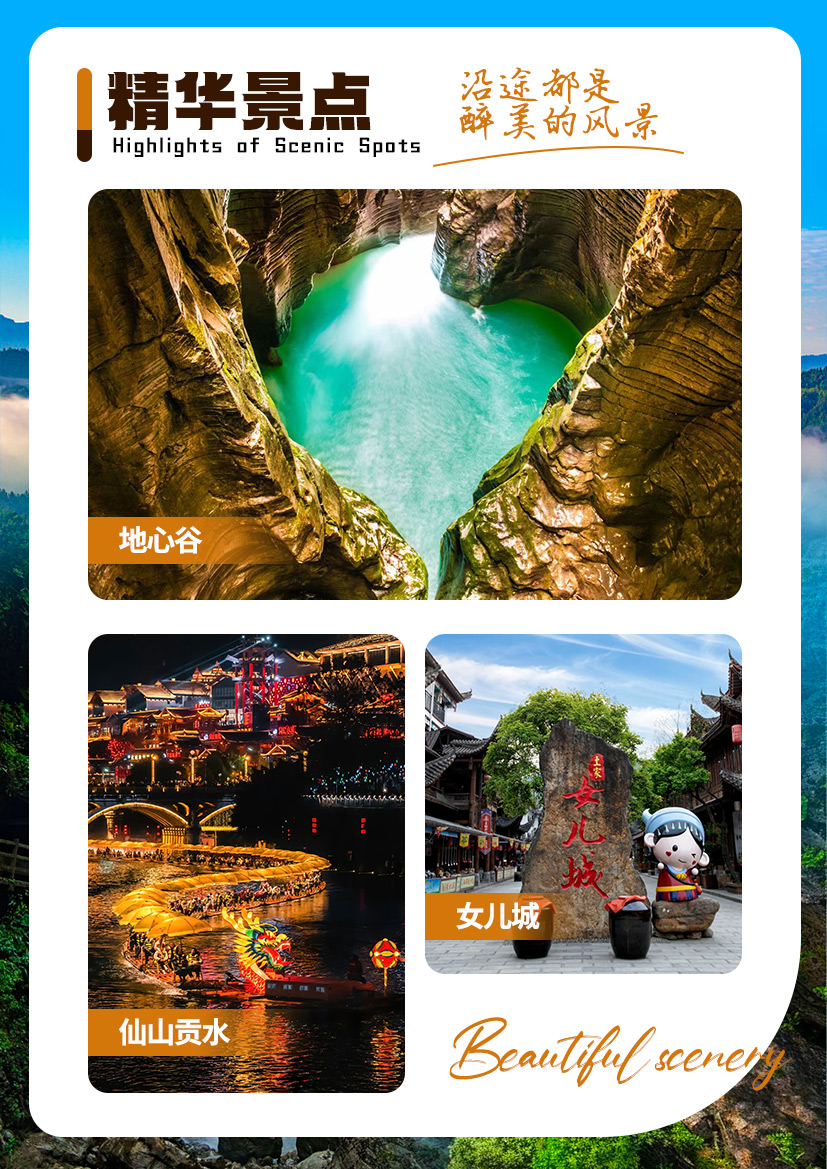 精华景点
Highlights of Scenic Spots
沿途都是
醉美的风景
地心谷
仙山贡水
土家
女儿城
女儿城
Beautiful scenery